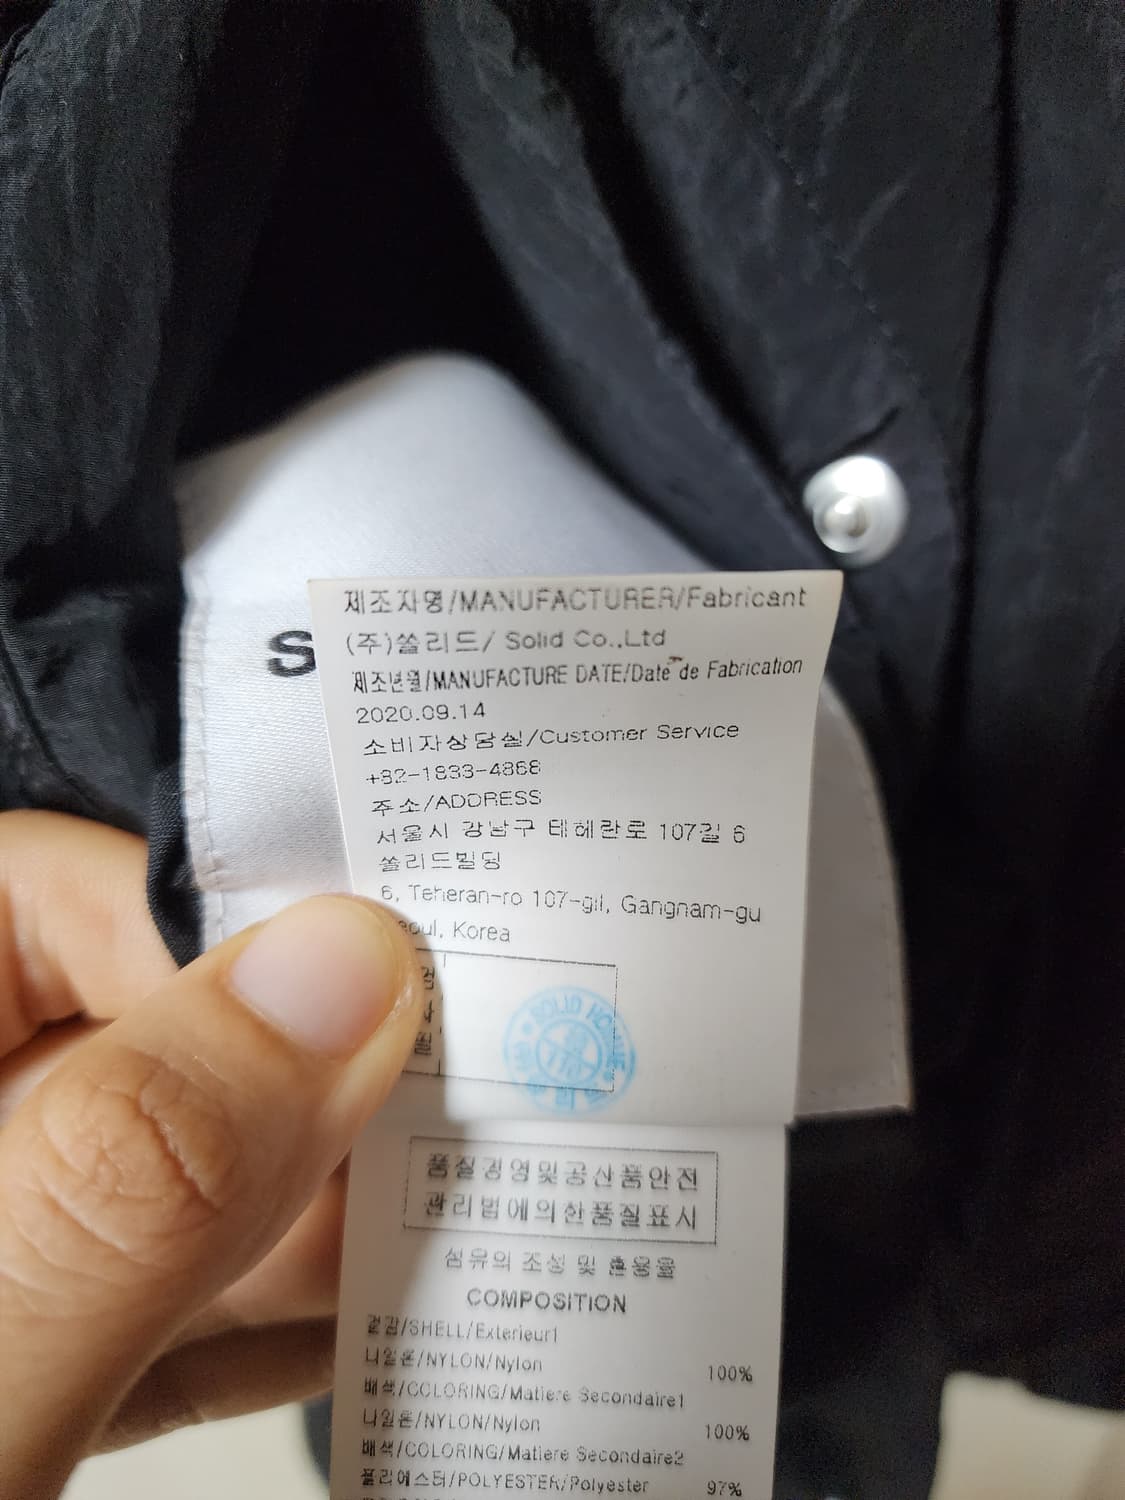 S
제조자명/MANUFACTURER/Fabricant
(주)쏠리드/ Solid Co.,Ltd
제조년월/MANUFACTURE DATE/Date de Fabrication
2020.09.14
소비자상담실/Customer Service
+82-1833-4868
주소/ADDRESS
서울시 강남구 테헤란로 107길 6
쏠리드빌딩
6, Teheran-ro 107-gil, Gangnam-gu
eoul, Korea
SOLID HOMME
품질경영및공산품안전
관리법에의한품질표시
섬유의 조성 및 혼용율
COMPOSITION
겉감/SHELL/Exterieur1
나일론/NYLON/Nylon 100%
배색/COLORING/Matiere Secondaire1
나일론/NYLON/Nylon 100%
배색/COLORING/Matiere Secondaire2
폴리에스터/POLYESTER/Polyester 97%